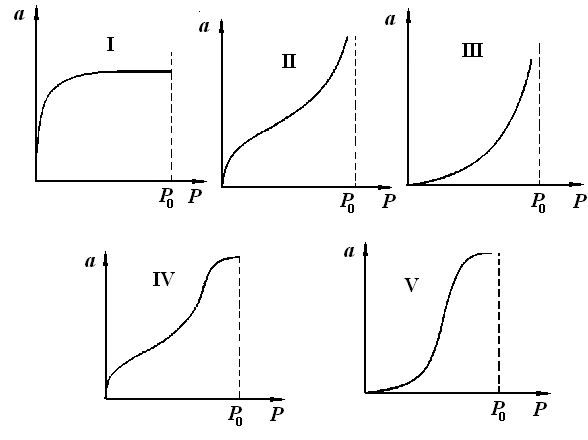 a I P₀ P
a II P₀ P
a III P₀ P
a IV P₀ P
a V P₀ P